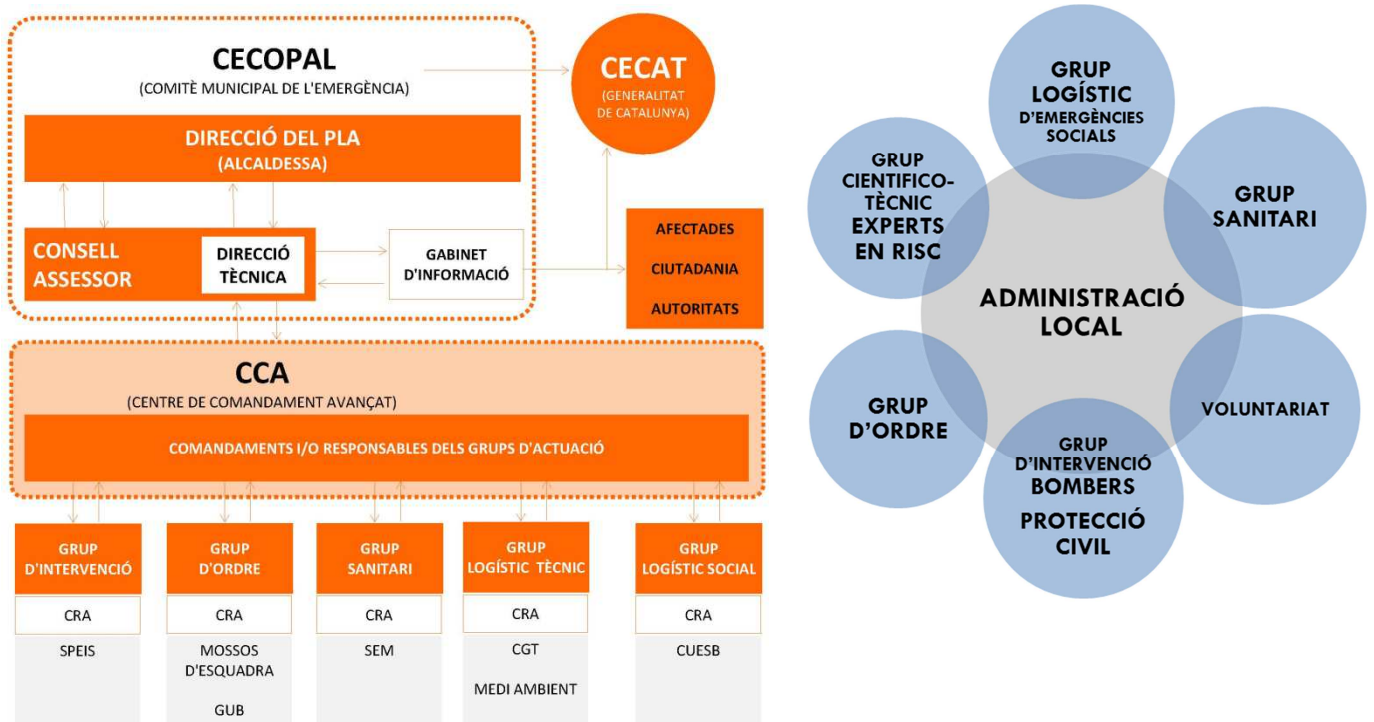 CECOPAL
(COMITÈ MUNICIPAL DE L'EMERGÈNCIA)
DIRECCIÓ DEL PLA
(ALCALDESSA)
CONSELL
ASSESSOR
DIRECCIÓ
TÈCNICA
GABINET
D'INFORMACIÓ
CECAT
(GENERALITAT
DE CATALUNYA)
AFECTADES
CIUTADANIA
AUTORITATS
CCA
(CENTRE DE COMANDAMENT AVANÇAT)
COMANDAMENTS I/O RESPONSABLES DELS GRUPS D'ACTUACIÓ
GRUP
D'INTERVENCIÓ
CRA
SPEIS
GRUP
D'ORDRE
CRA
MOSSOS
D'ESQUADRA
GUB
GRUP
SANITARI
CRA
SEM
GRUP
LOGÍSTIC TÈCNIC
CRA
CGT
MEDI AMBIENT
GRUP
LOGÍSTIC SOCIAL
CRA
CUESB
GRUP
LOGÍSTIC
D'EMERGÈNCIES
SOCIALS
GRUP
SANITARI
VOLUNTARIAT
GRUP
D'INTERVENCIÓ
BOMBERS
PROTECCIÓ
CIVIL
GRUP
D'ORDRE
GRUP
CIENTIFICO-
TÈCNIC
EXPERTS
EN RISC
ADMINISTRACIÓ
LOCAL